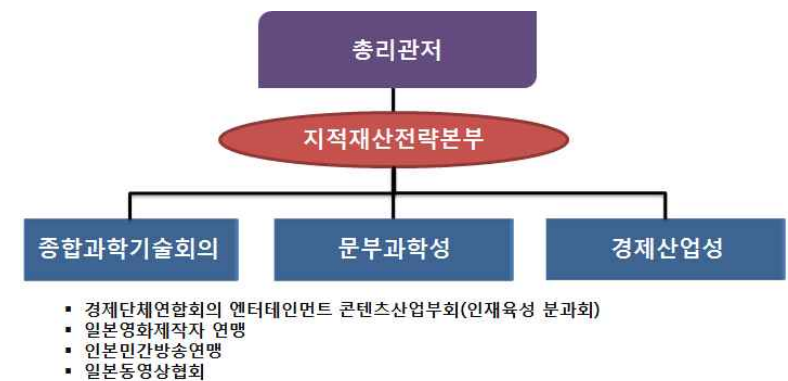 총리관저
지적재산전략본부
종합과학기술회의
문부과학성
경제산업성
▪ 경제단체연합회의 엔터테인먼트 콘텐츠산업부회(인재육성 분과회)
▪ 일본영화제작자 연맹
▪ 인본민간방송연맹
▪ 일본동영상협회